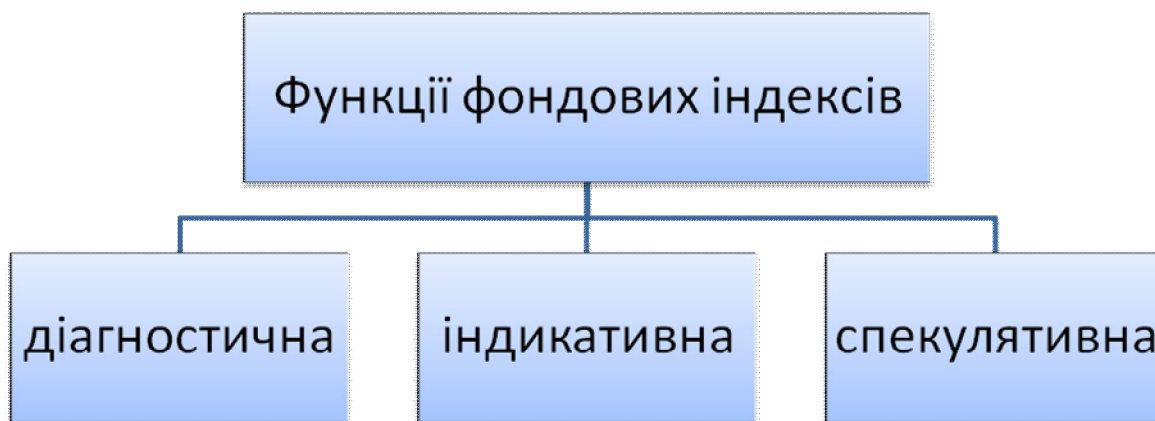 Функції фондових індексів
діагностична
індикативна
спекулятивна